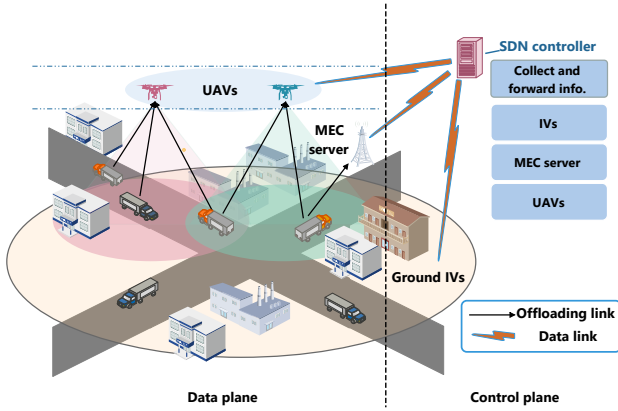 SDN controller
Collect and
forward info.
IVs
MEC server
UAVs
UAVs
MEC
server
Ground IVs
Offloading link
Data link
Data plane
Control plane